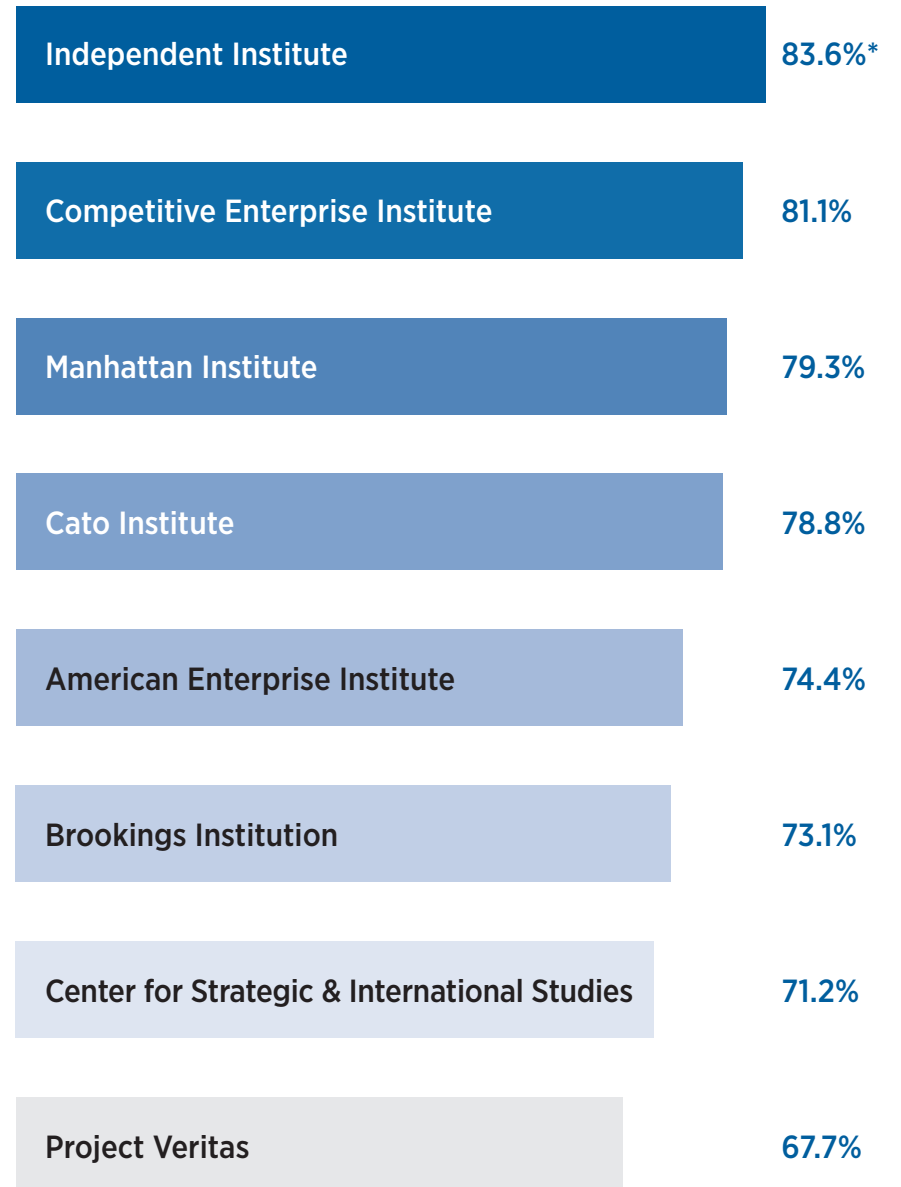 Independent Institute 83.6%*
Competitive Enterprise Institute 81.1%
Manhattan Institute 79.3%
Cato Institute 78.8%
American Enterprise Institute 74.4%
Brookings Institution 73.1%
Center for Strategic & International Studies 71.2%
Project Veritas 67.7%